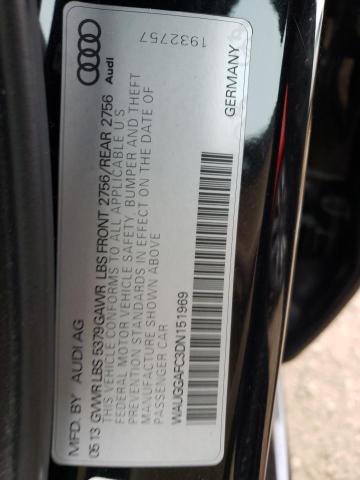 MFD. BY AUDI AG
05 13 GWWR LBS 5379 GAWR LBS FRONT 2756/REAR 2756
THIS VEHICLE CONFORMS TO ALL APPLICABLE U.S
FEDERAL MOTOR VEHICLE SAFETY, BUMPER AND THEFT
PREVENTION STANDARDS IN EFFECT ON THE DATE OF
MANUFACTURE SHOWN ABOVE
PASSENGER CAR
WAUGGAFC3DN151969
GERMANY
Audi
1932757